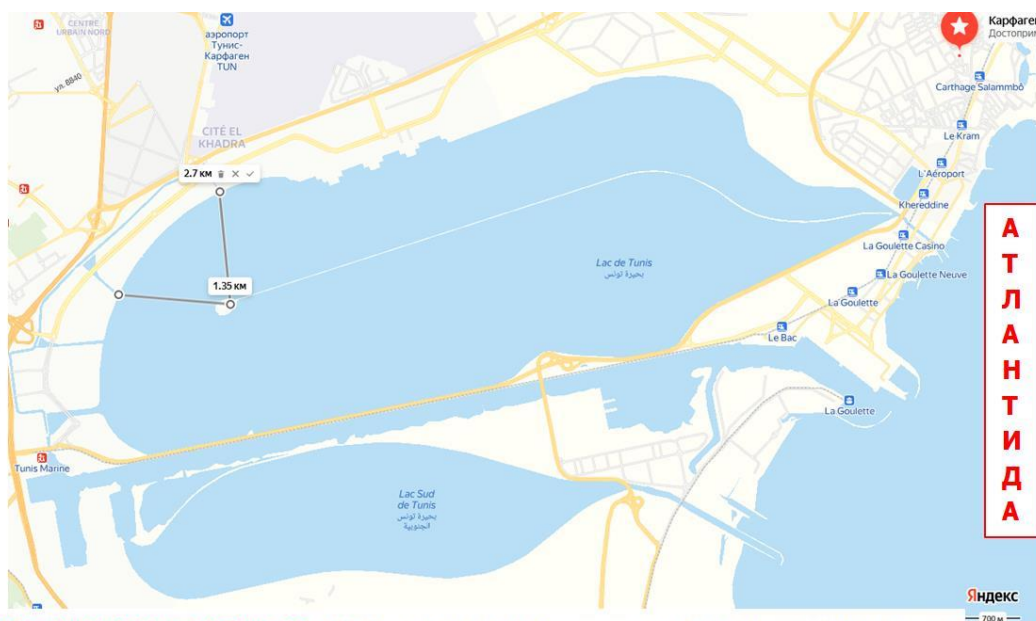 CENTRE
URBAIN NORD
аэропорт
Тунис-
Карфаген
TUN
ул. 8840
Карфаген
Достоприм
Carthage Salammbô
Le Kram
L'Aéroport
Khereddine
La Goulette Casino
La Goulette Neuve
La Goulette
Le Bac
La Goulette
CITÉ EL
KHADRA
2.7 км
1.35 км
Lac de Tunis
بحيرة تونس
Tunis Marine
Lac Sud
de Tunis
بحيرة تونس
الجنوبية
А
Т
Л
А
Н
Т
И
Д
А
Яндекс
700 м